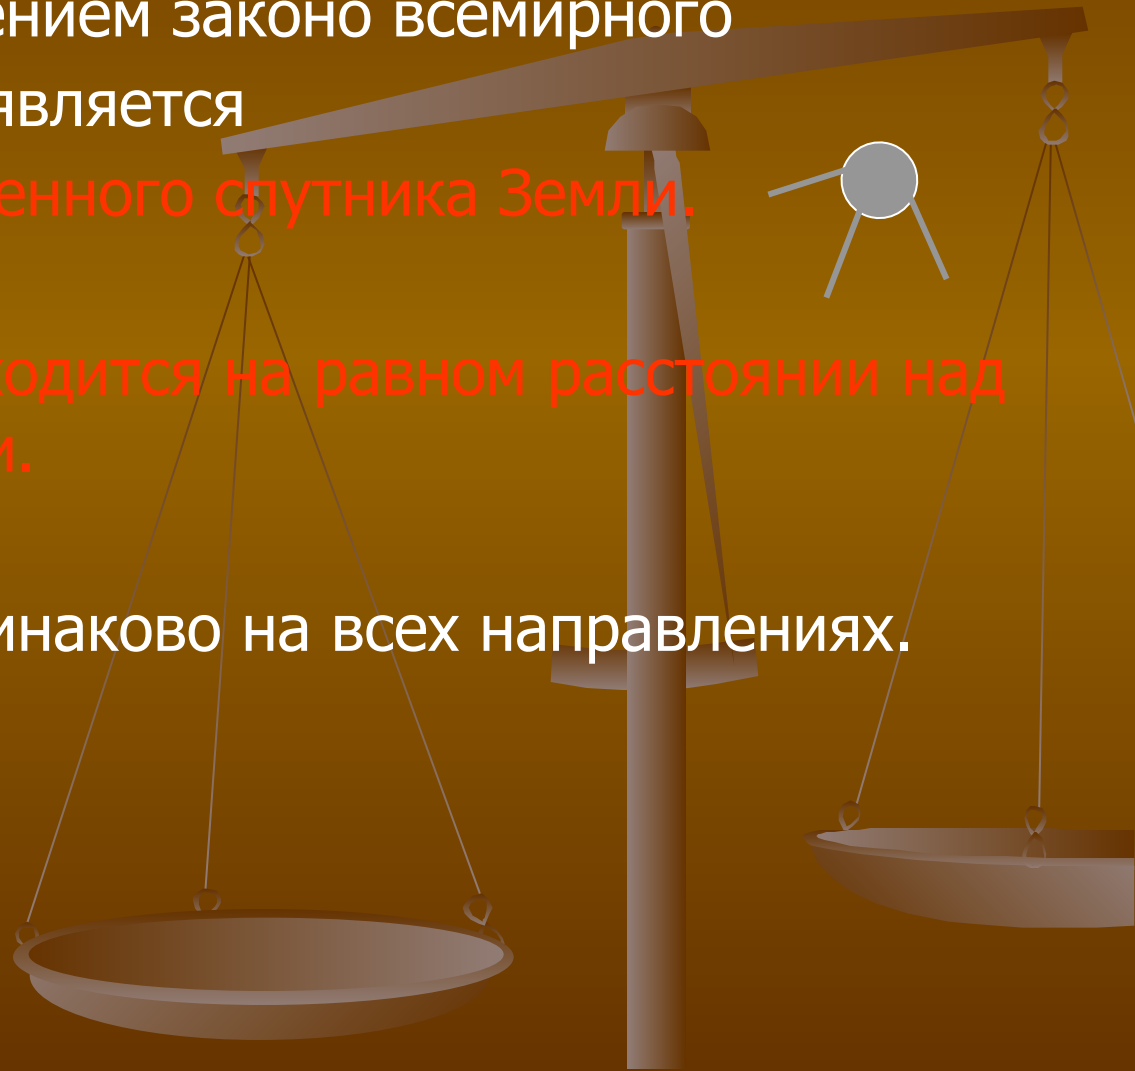 ением законо всемирного
является
енного спутника Земли.
ходится на равном расстоянии над
и.
инаково на всех направлениях.